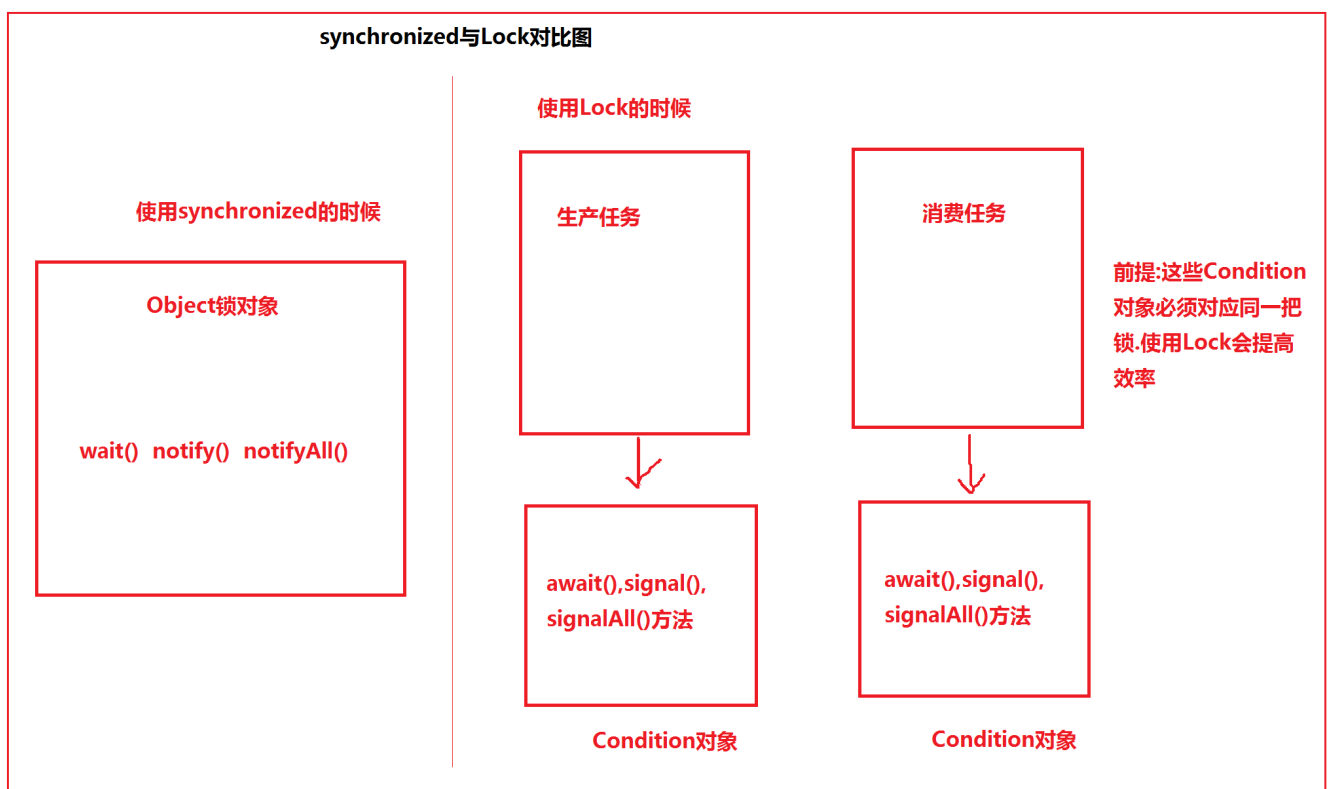 synchronized与Lock对比图
使用synchronized的时候
Object锁对象
wait() notify() notifyAll()
使用Lock的时候
生产任务
await(),signal(),
signalAll()方法
Condition对象
消费任务
await(),signal(),
signalAll()方法
Condition对象
前提:这些Condition
对象必须对应同一把
锁.使用Lock会提高
效率